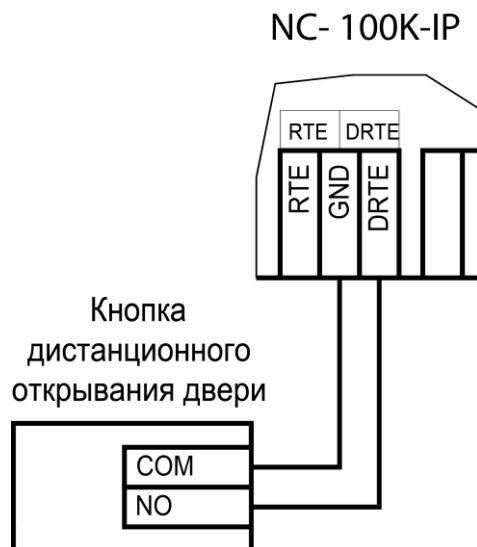 NC- 100K-IP
RTE DRTE
RTE GND DRTE
Кнопка
дистанционного
открывания двери
COM
NO